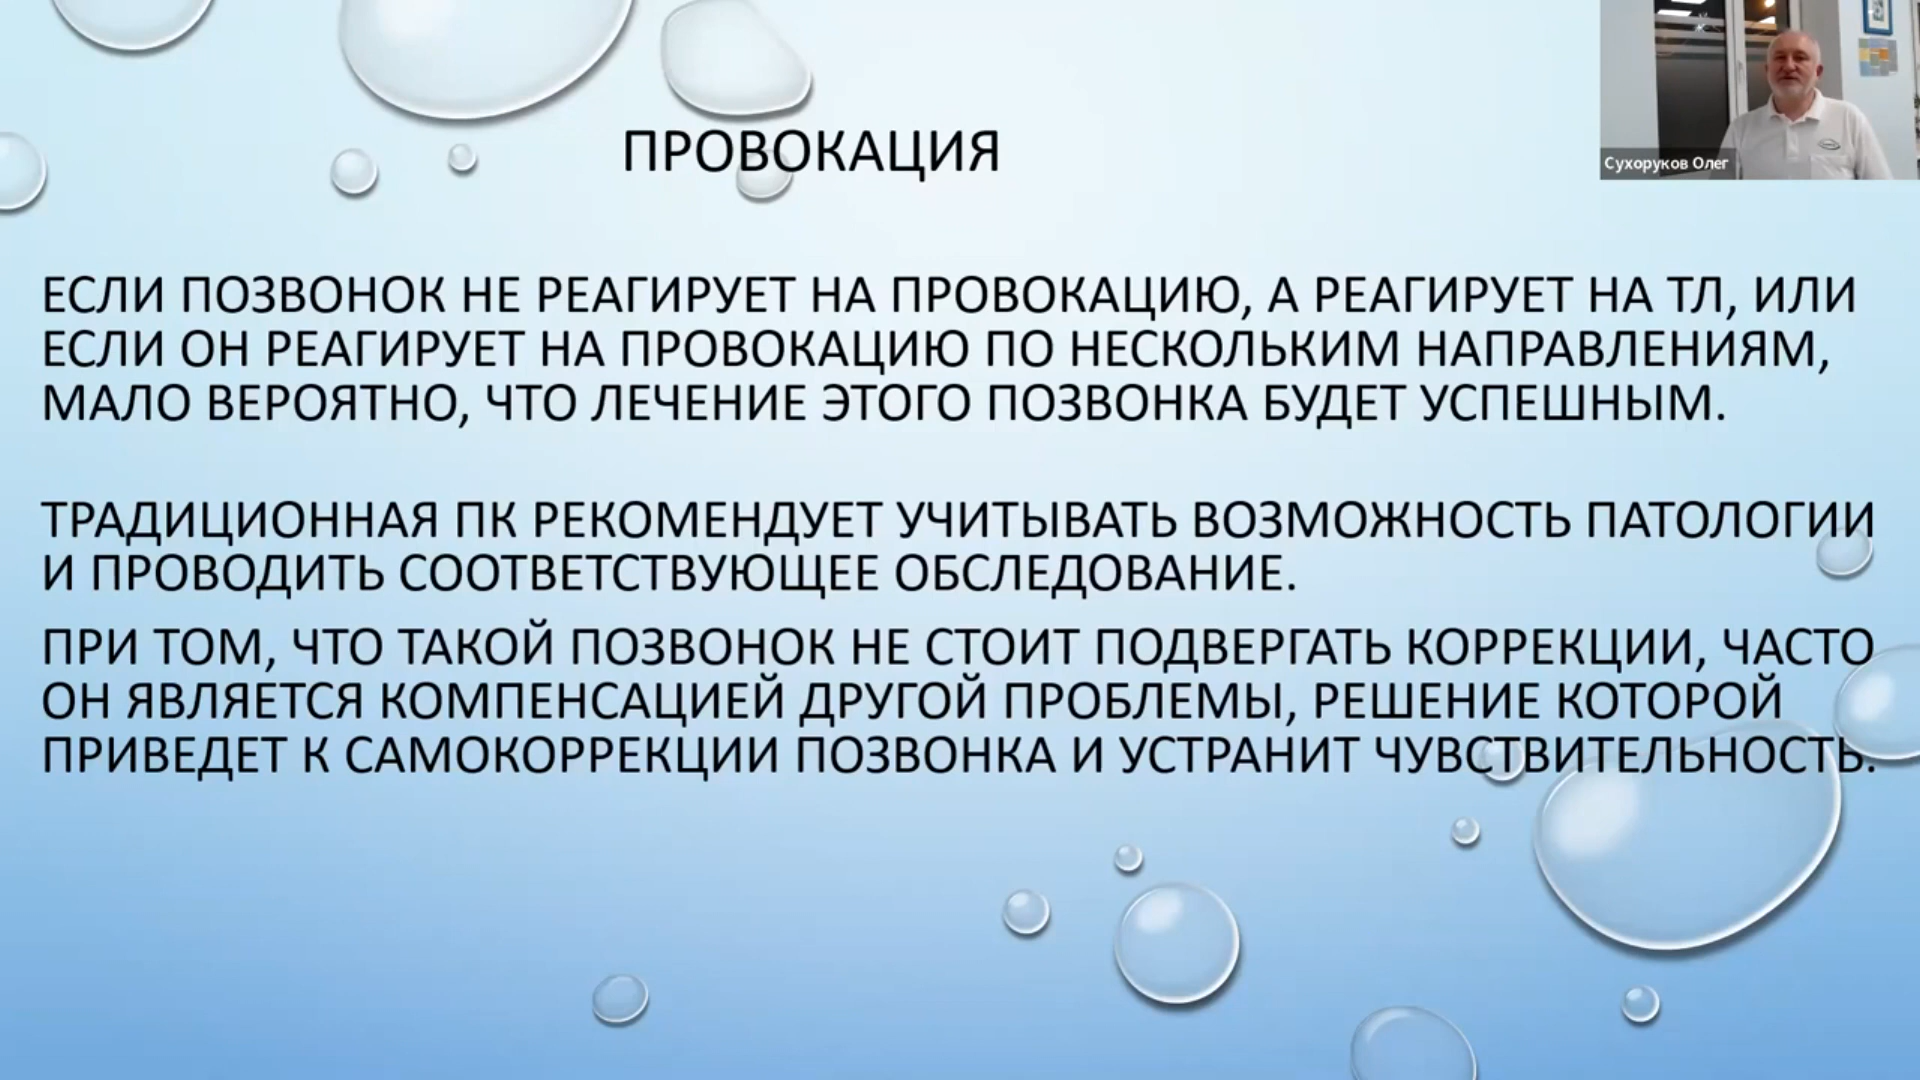 ПРОВОКАЦИЯ
Сухоруков Олег
ЕСЛИ ПОЗВОНОК НЕ РЕАГИРУЕТ НА ПРОВОКАЦИЮ, А РЕАГИРУЕТ НА ТЛ, ИЛИ
ЕСЛИ ОН РЕАГИРУЕТ НА ПРОВОКАЦИЮ ПО НЕСКОЛЬКИМ НАПРАВЛЕНИЯМ,
МАЛО ВЕРОЯТНО, ЧТО ЛЕЧЕНИЕ ЭТОГО ПОЗВОНКА БУДЕТ УСПЕШНЫМ.
ТРАДИЦИОННАЯ ПК РЕКОМЕНДУЕТ УЧИТЫВАТЬ ВОЗМОЖНОСТЬ ПАТОЛОГИИ
И ПРОВОДИТЬ СООТВЕТСТВУЮЩЕЕ ОБСЛЕДОВАНИЕ.
ПРИ ТОМ, ЧТО ТАКОЙ ПОЗВОНОК НЕ СТОИТ ПОДВЕРГАТЬ КОРРЕКЦИИ, ЧАСТО
ОН ЯВЛЯЕТСЯ КОМПЕНСАЦИЕЙ ДРУГОЙ ПРОБЛЕМЫ, РЕШЕНИЕ КОТОРОЙ
ПРИВЕДЕТ К САМОКОРРЕКЦИИ ПОЗВОНКА И УСТРАНИТ ЧУВСТВИТЕЛЬНОСТЬ.